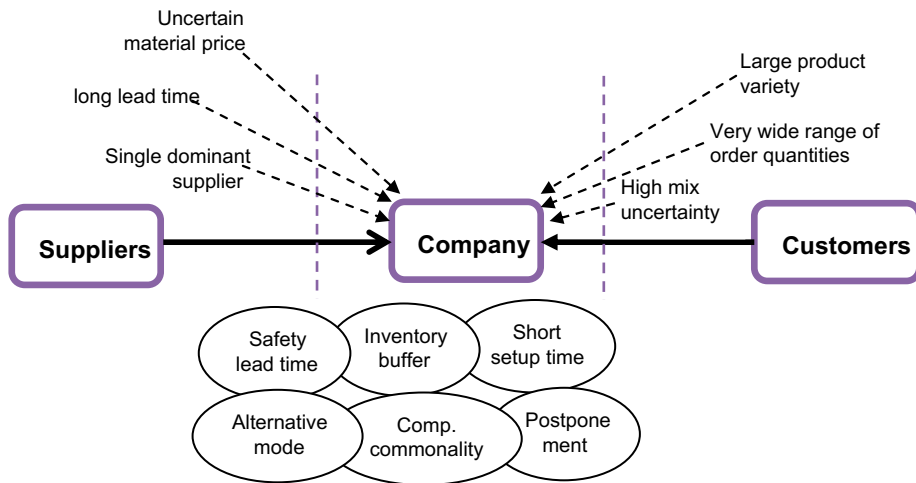 Uncertain
material price
long lead time
Single dominant
supplier
Large product
variety
Very wide range of
order quantities
High mix
uncertainty
Suppliers
Company
Customers
Safety
lead time
Inventory
buffer
Short
setup time
Alternative
mode
Comp.
commonality
Postpone
ment